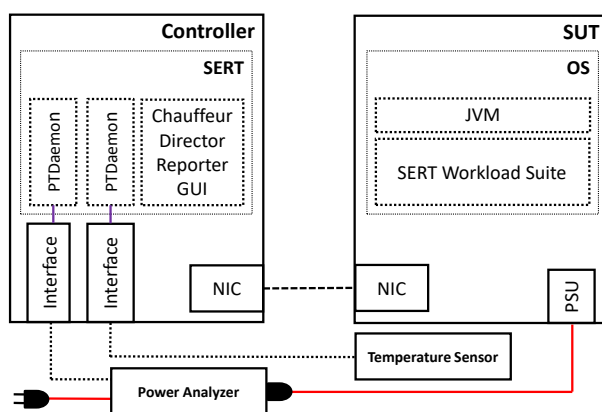 Controller
SERT
PTDaemon
PTDaemon
Chauffeur
Director
Reporter
GUI
Interface
Interface
NIC
SUT
OS
JVM
SERT Workload Suite
NIC
PSU
Temperature Sensor
Power Analyzer